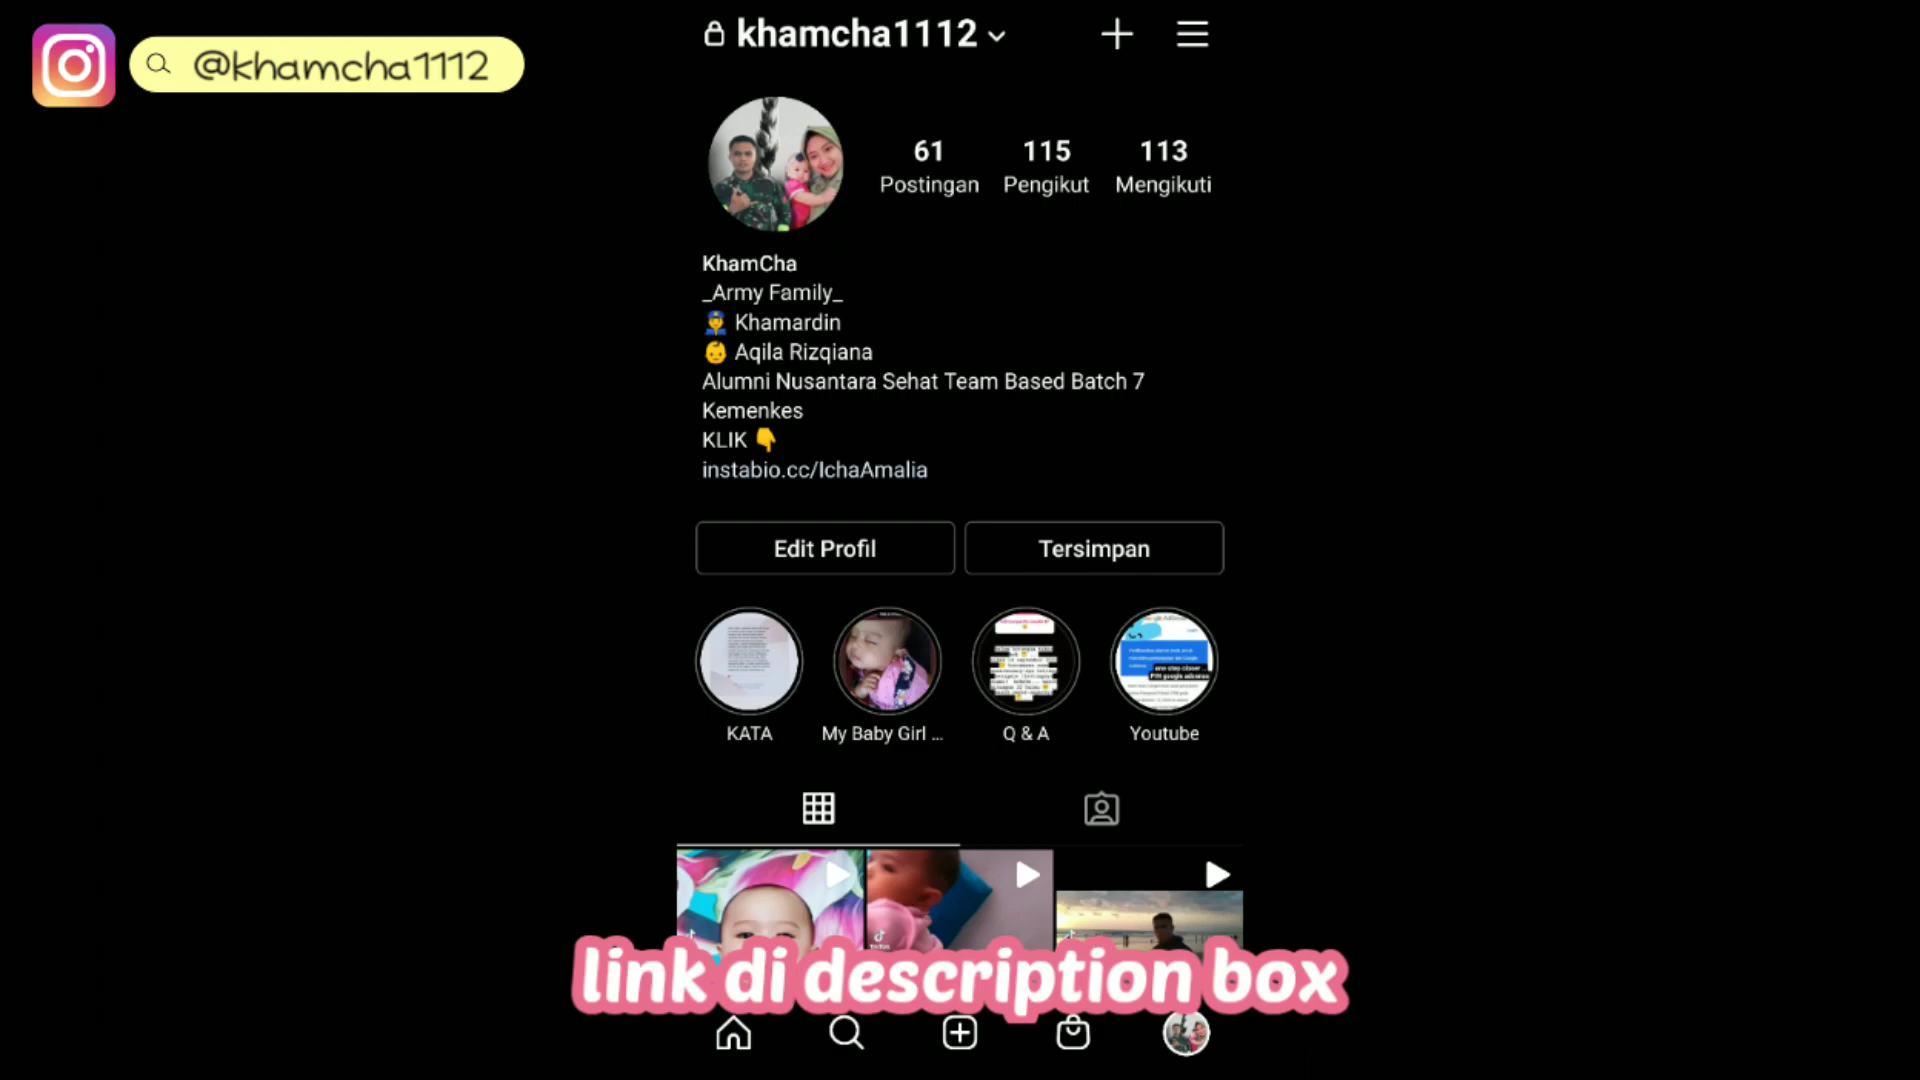 @khamcha1112
khamcha1112
61 115 113
Postingan Pengikut Mengikuti
KhamCha
_Army Family_
👮 Khamardin
👶 Aqila Rizqiana
Alumni Nusantara Sehat Team Based Batch 7
Kemenkes
KLIK 👇
instabio.cc/IchaAmalia
Edit Profil Tersimpan
KATA My Baby Girl ... Q & A Youtube
link di description box